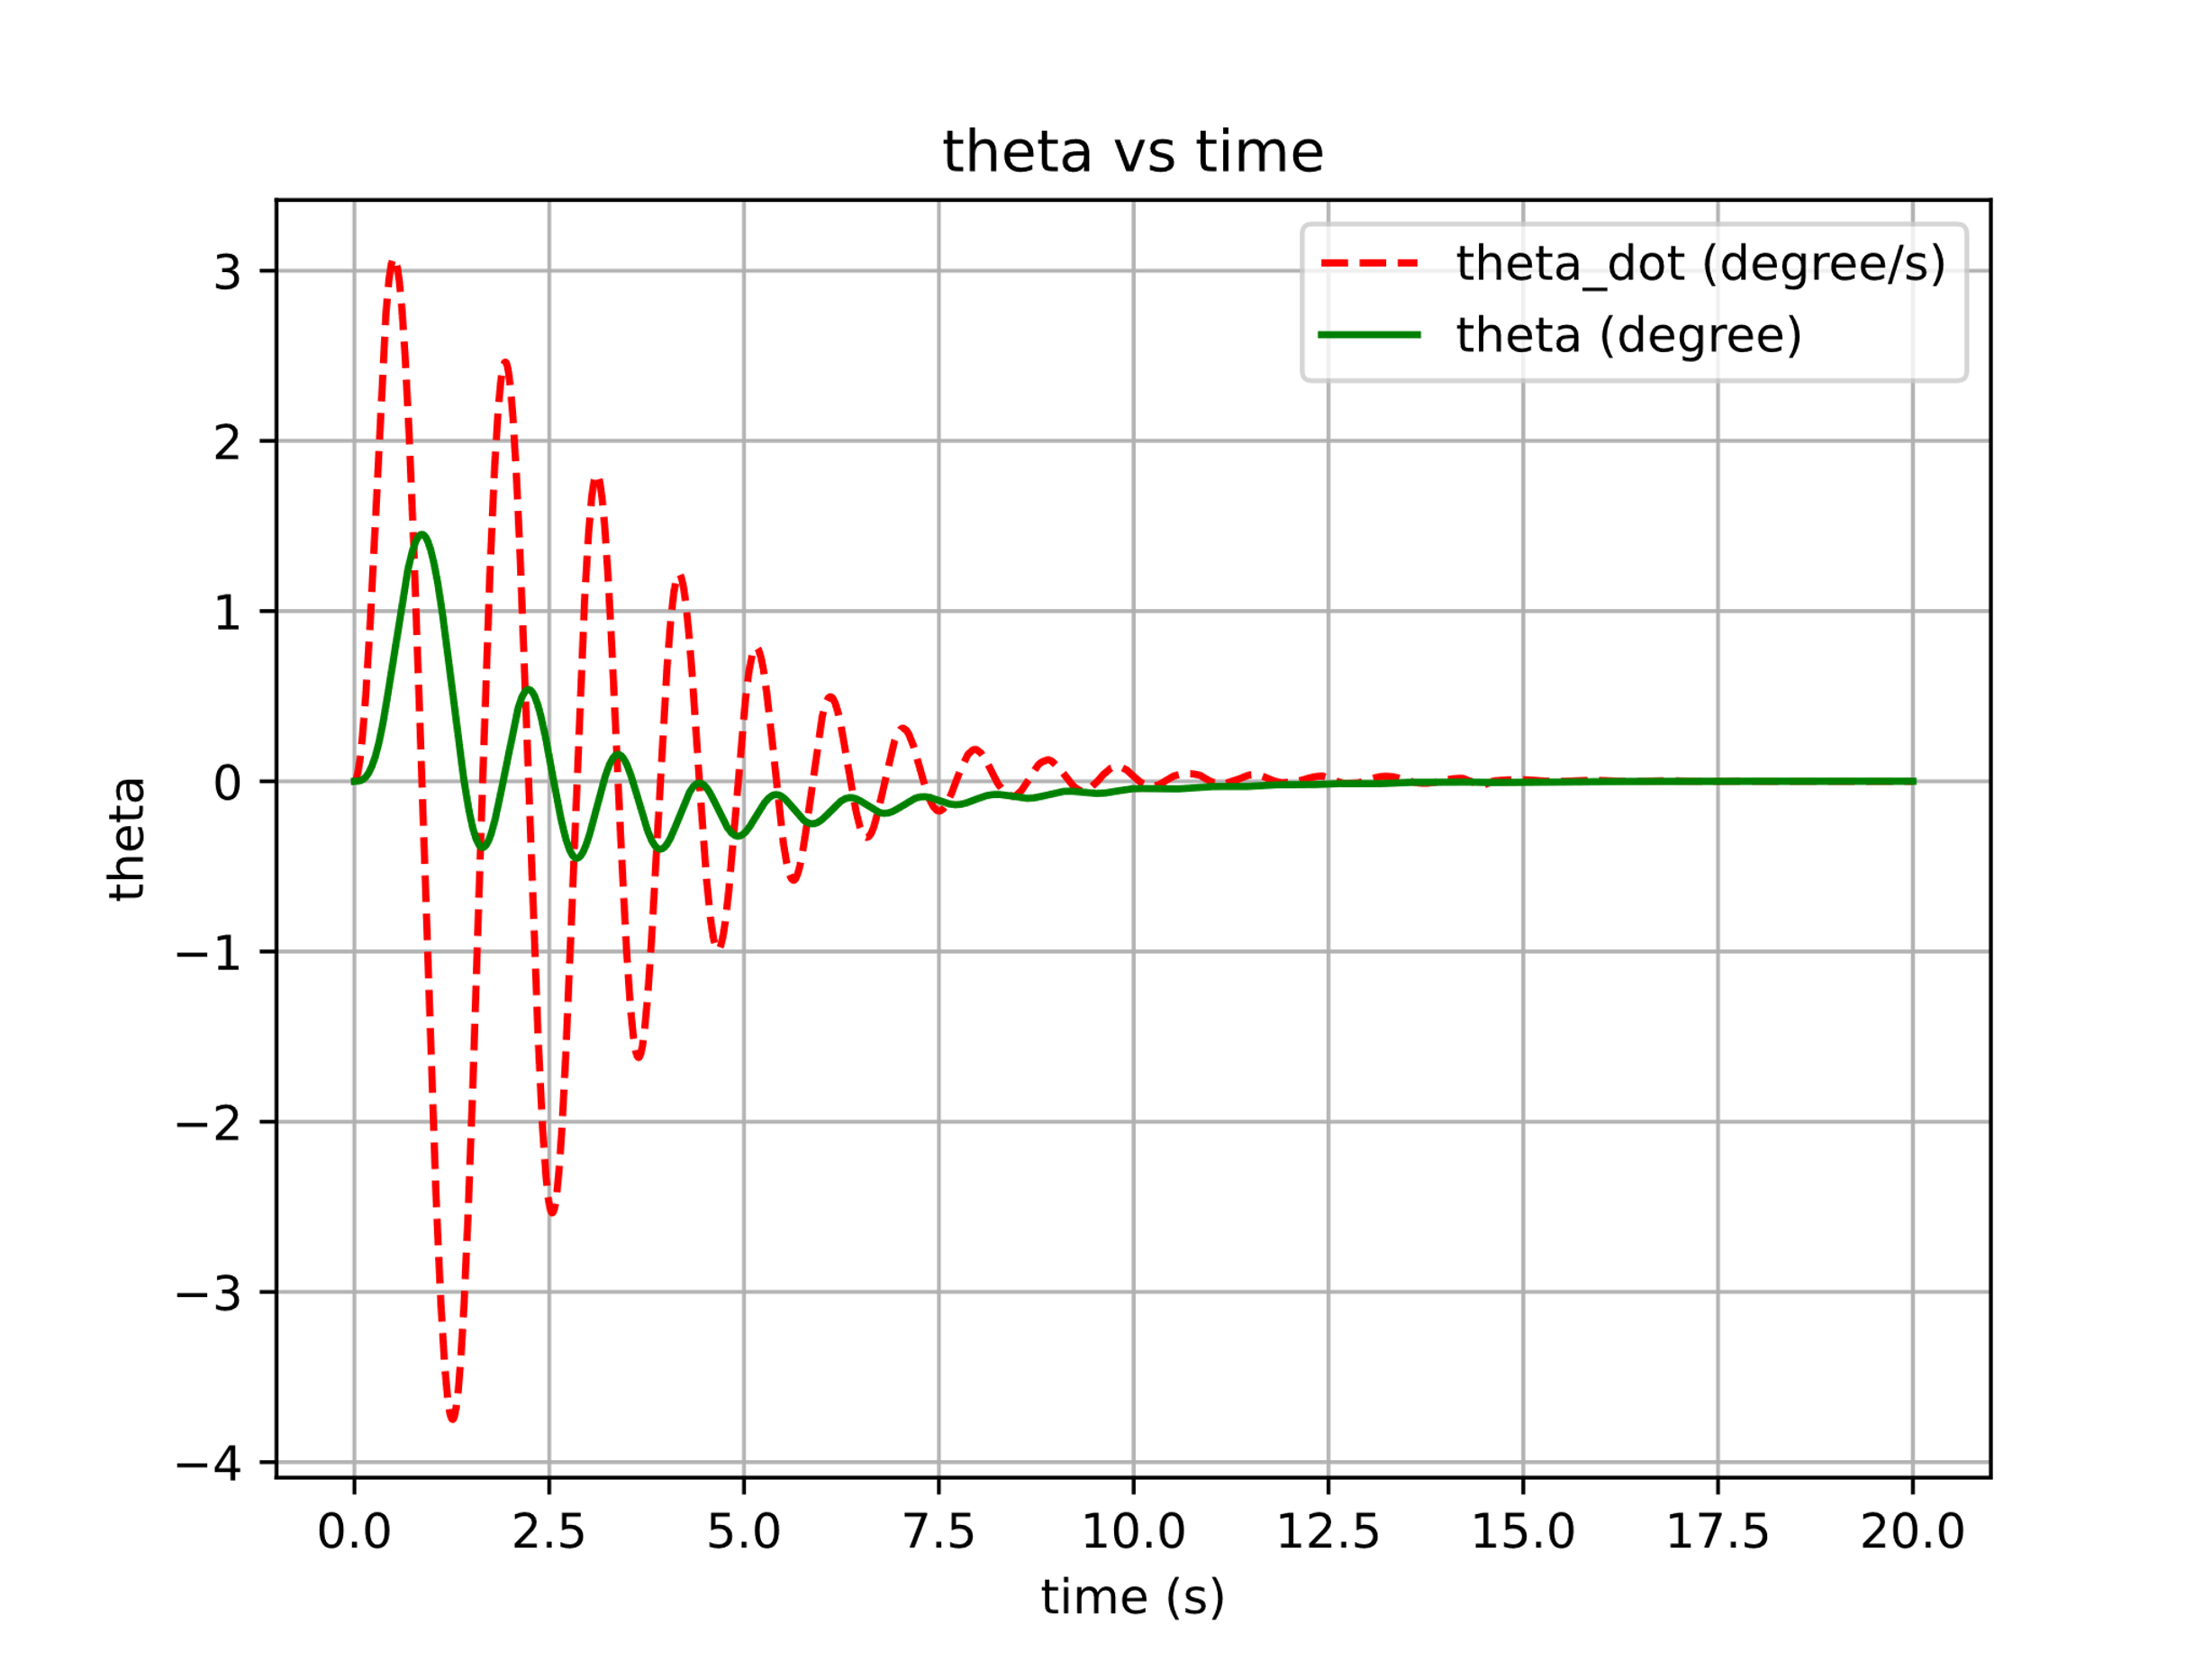 theta vs time
theta_dot (degree/s)
theta (degree)
3
2
1
0
−1
−2
−3
−4
theta
0.0 2.5 5.0 7.5 10.0 12.5 15.0 17.5 20.0
time (s)